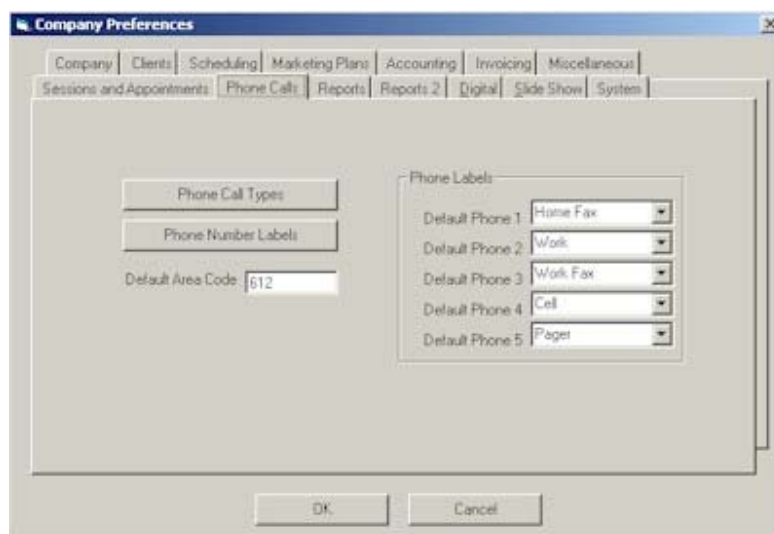 Company Preferences
Company Clients Scheduling Marketing Plans Accounting Invoicing Miscellaneous
Sessions and Appointments Phone Calls Reports Reports 2 Digital Slide Show System
Phone Call Types
Phone Number Labels
Default Area Code 612
Phone Labels
Default Phone 1 Home Fax
Default Phone 2 Work
Default Phone 3 Work Fax
Default Phone 4 Cell
Default Phone 5 Pager
OK Cancel